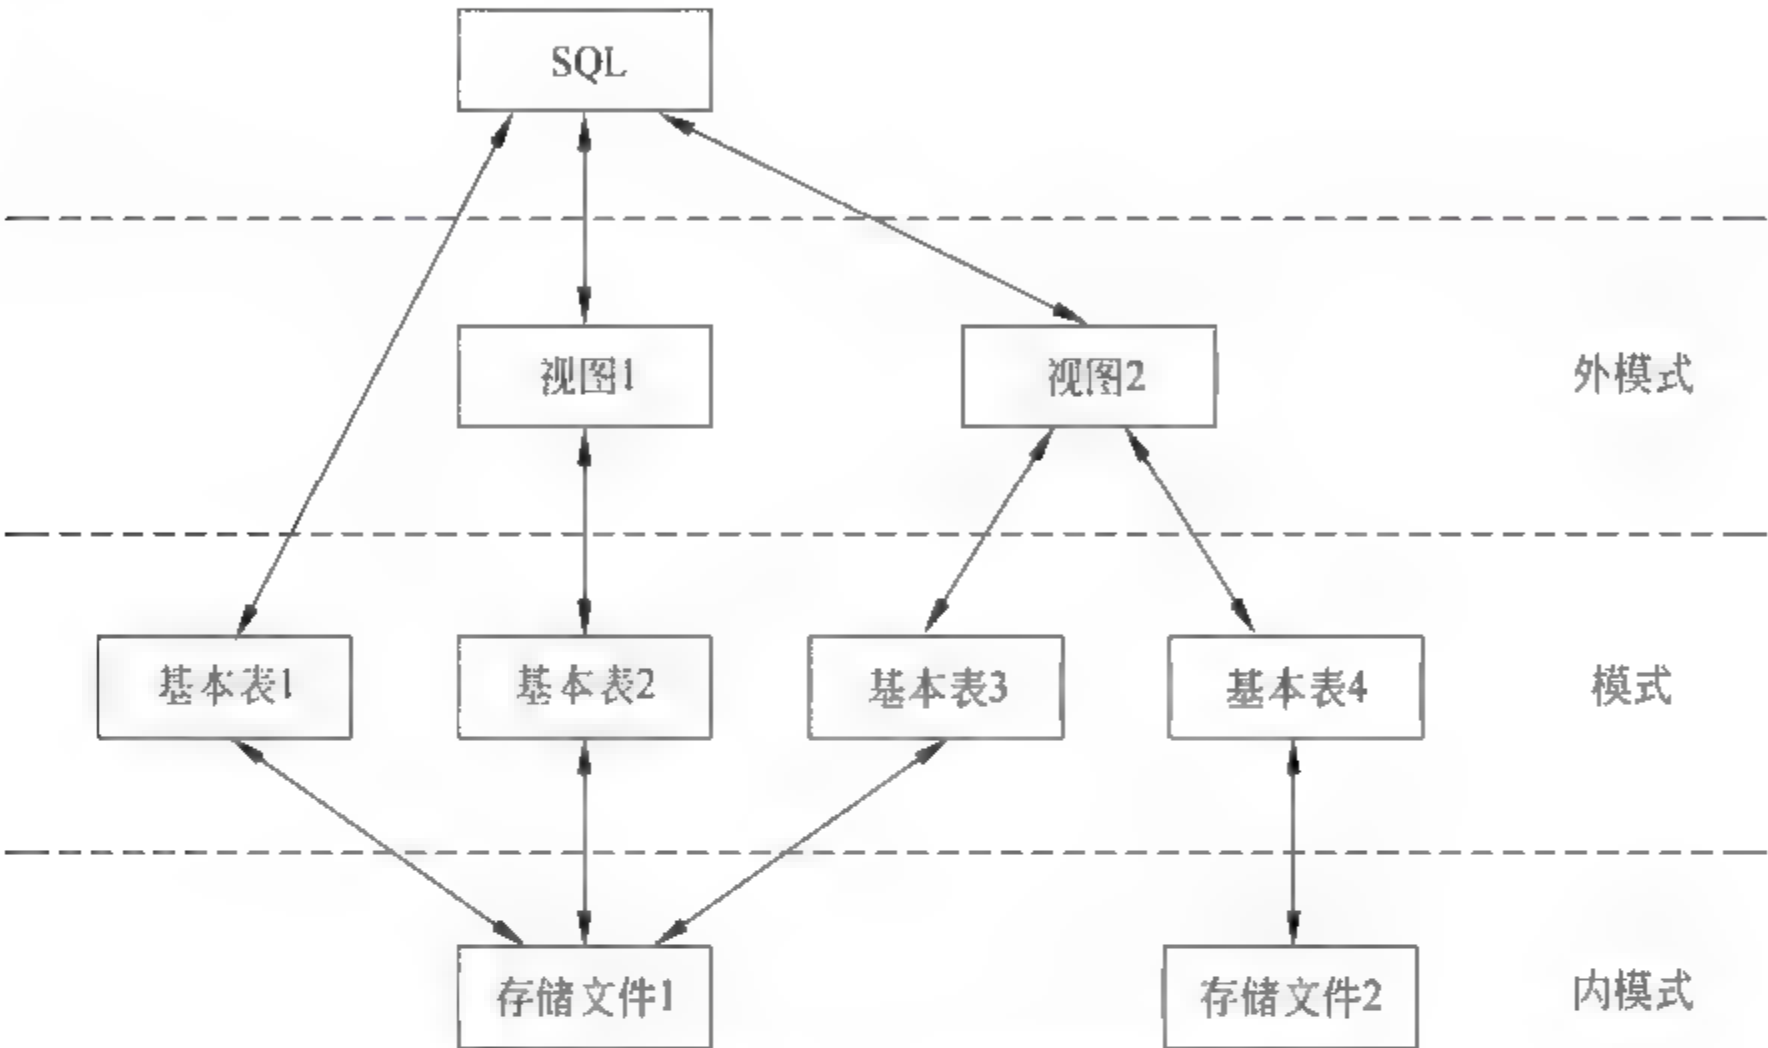 SQL
视图1
视图2
外模式
基本表1
基本表2
基本表3
基本表4
模式
存储文件1
存储文件2
内模式